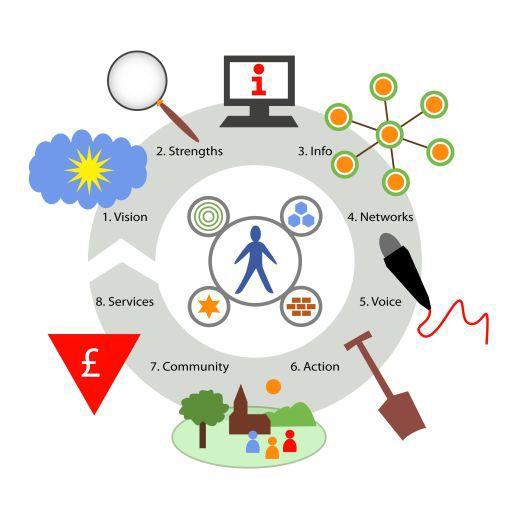 i
2. Strengths
3. Info
1. Vision
4. Networks
8. Services
5. Voice
£
7. Community
6. Action